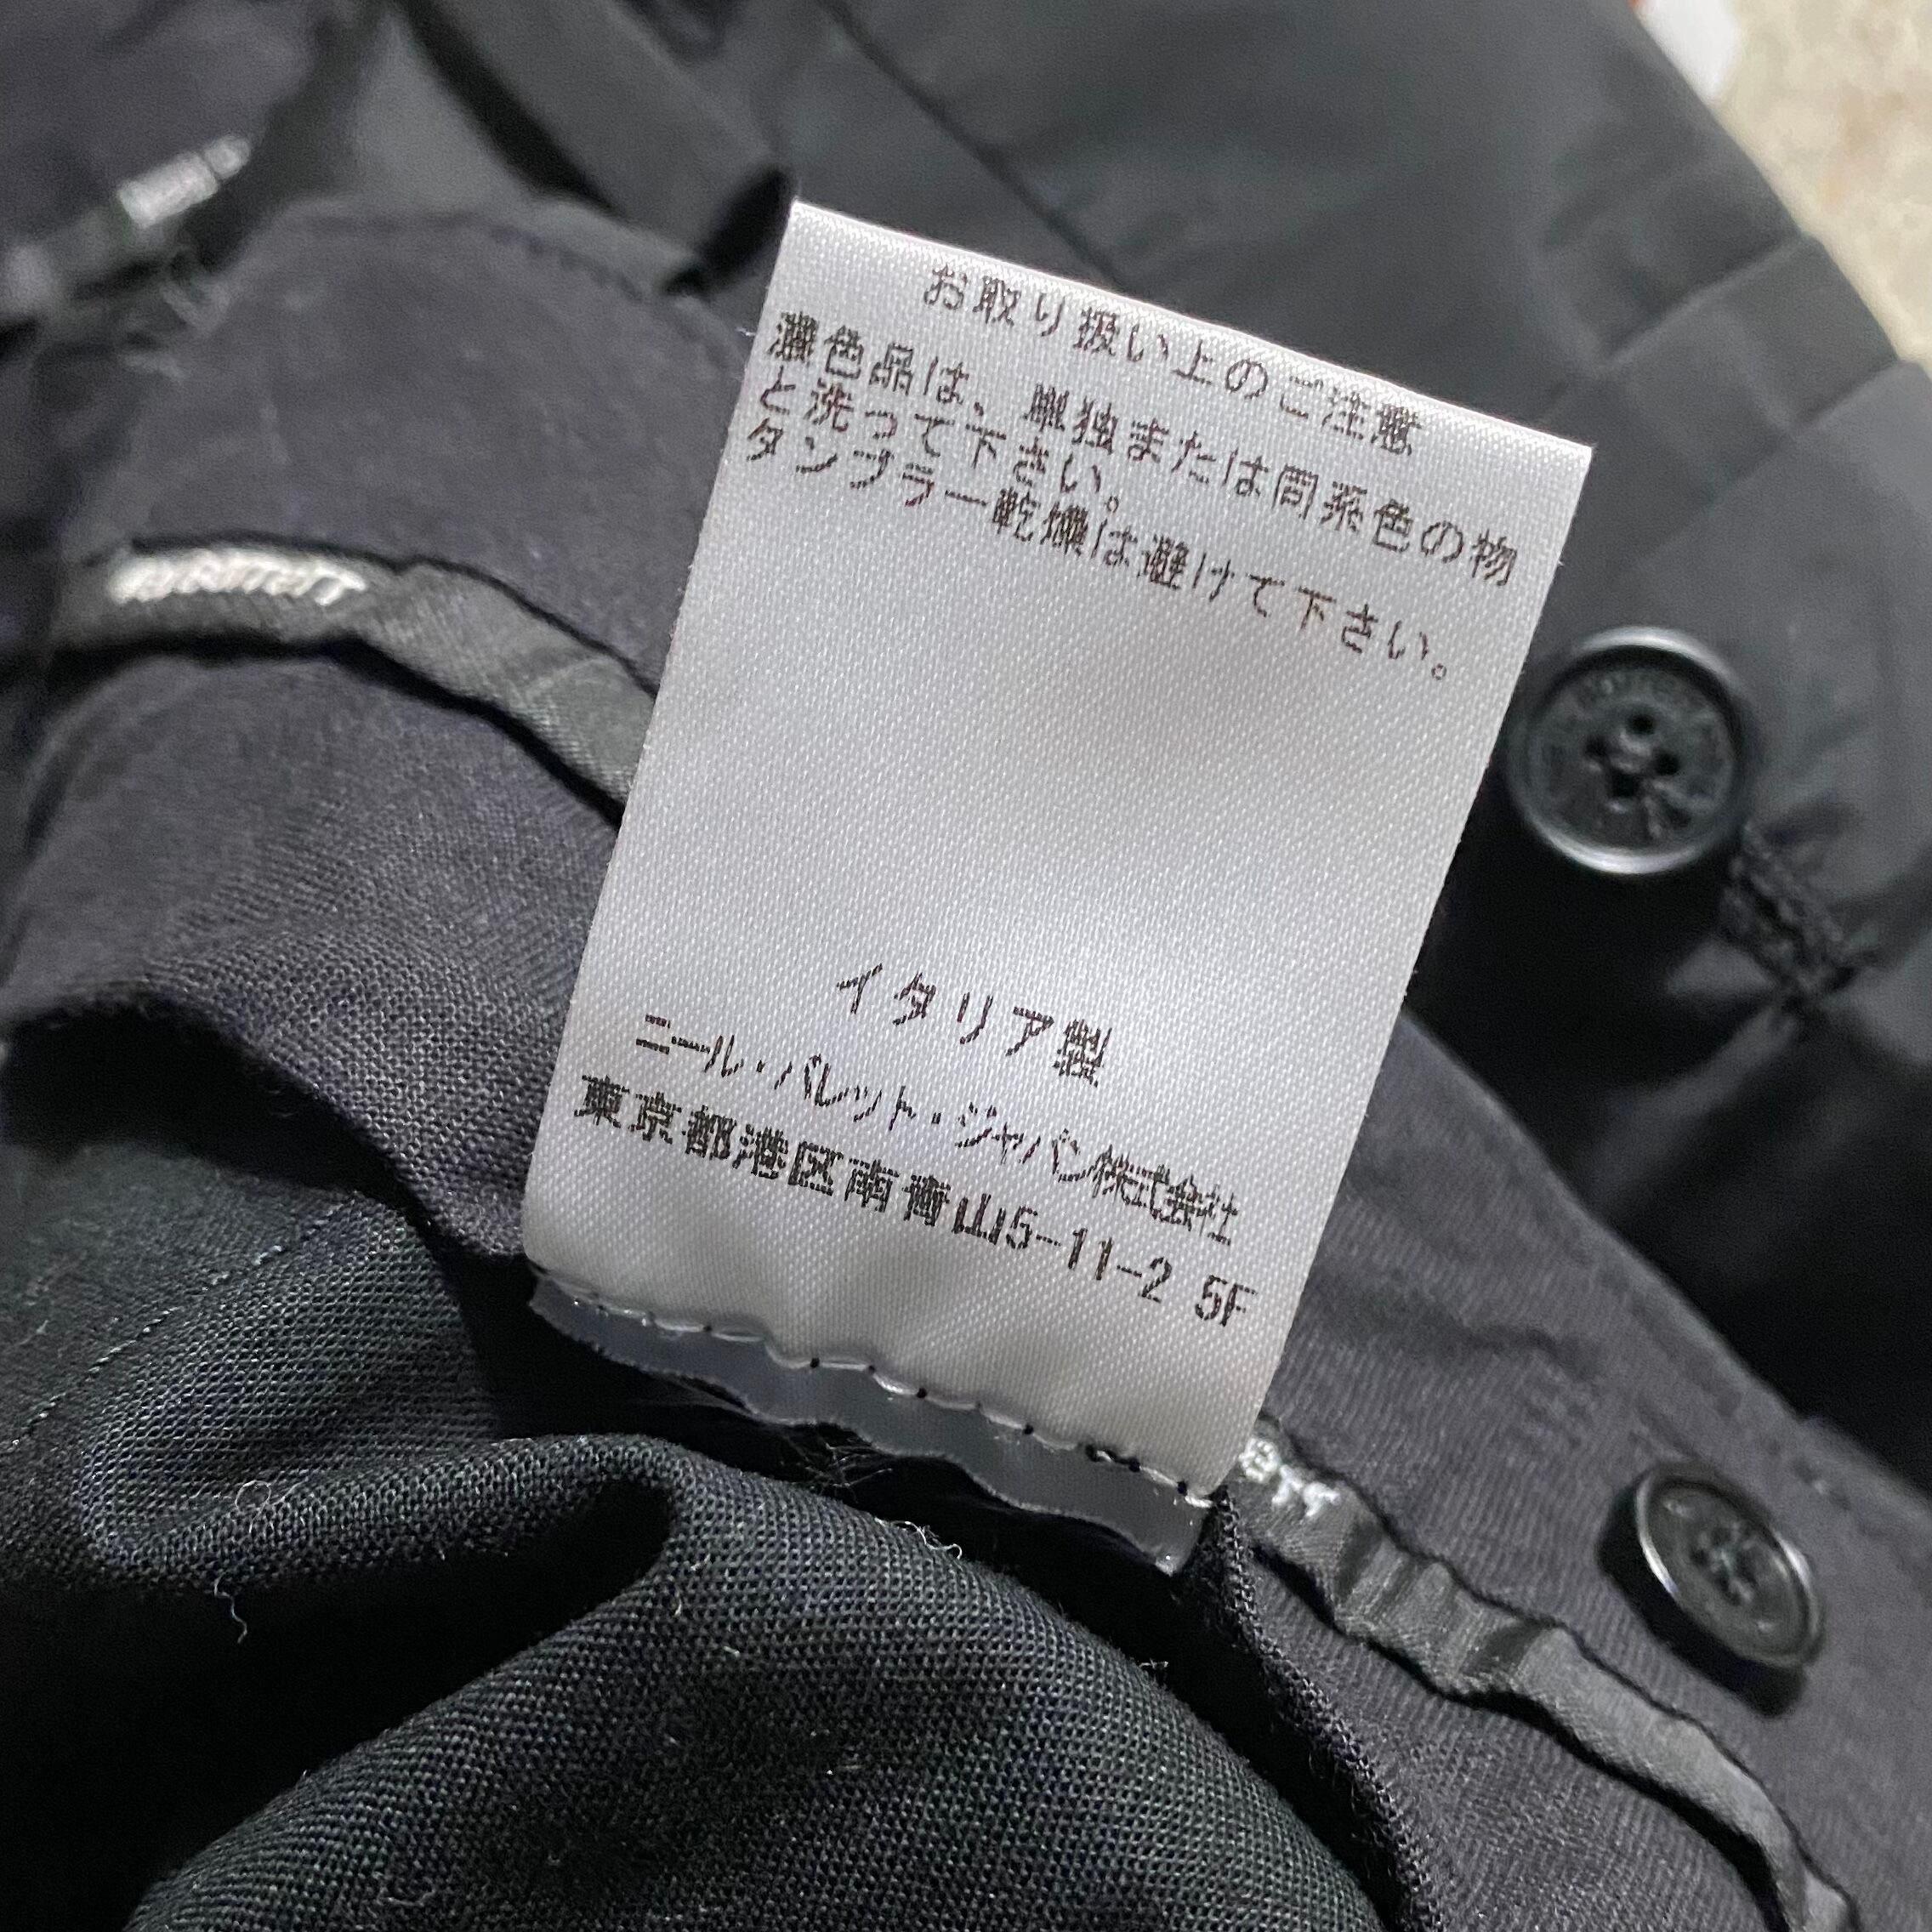 お取り扱い上のご注意
濃色品は、単独または同系色の物
と洗って下さい。
タンブラー乾燥は避けて下さい。
イタリア製
ニール・バレット・ジャパン株式会社
東京都港区南青山5-11-2 5F
ETT